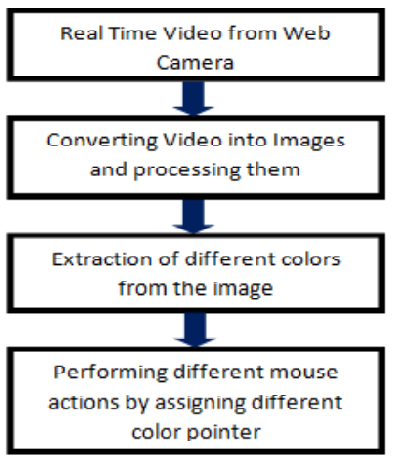 Real Time Video from Web
Camera
Converting Video into Images
and processing them
Extraction of different colors
from the image
Performing different mouse
actions by assigning different
color pointer